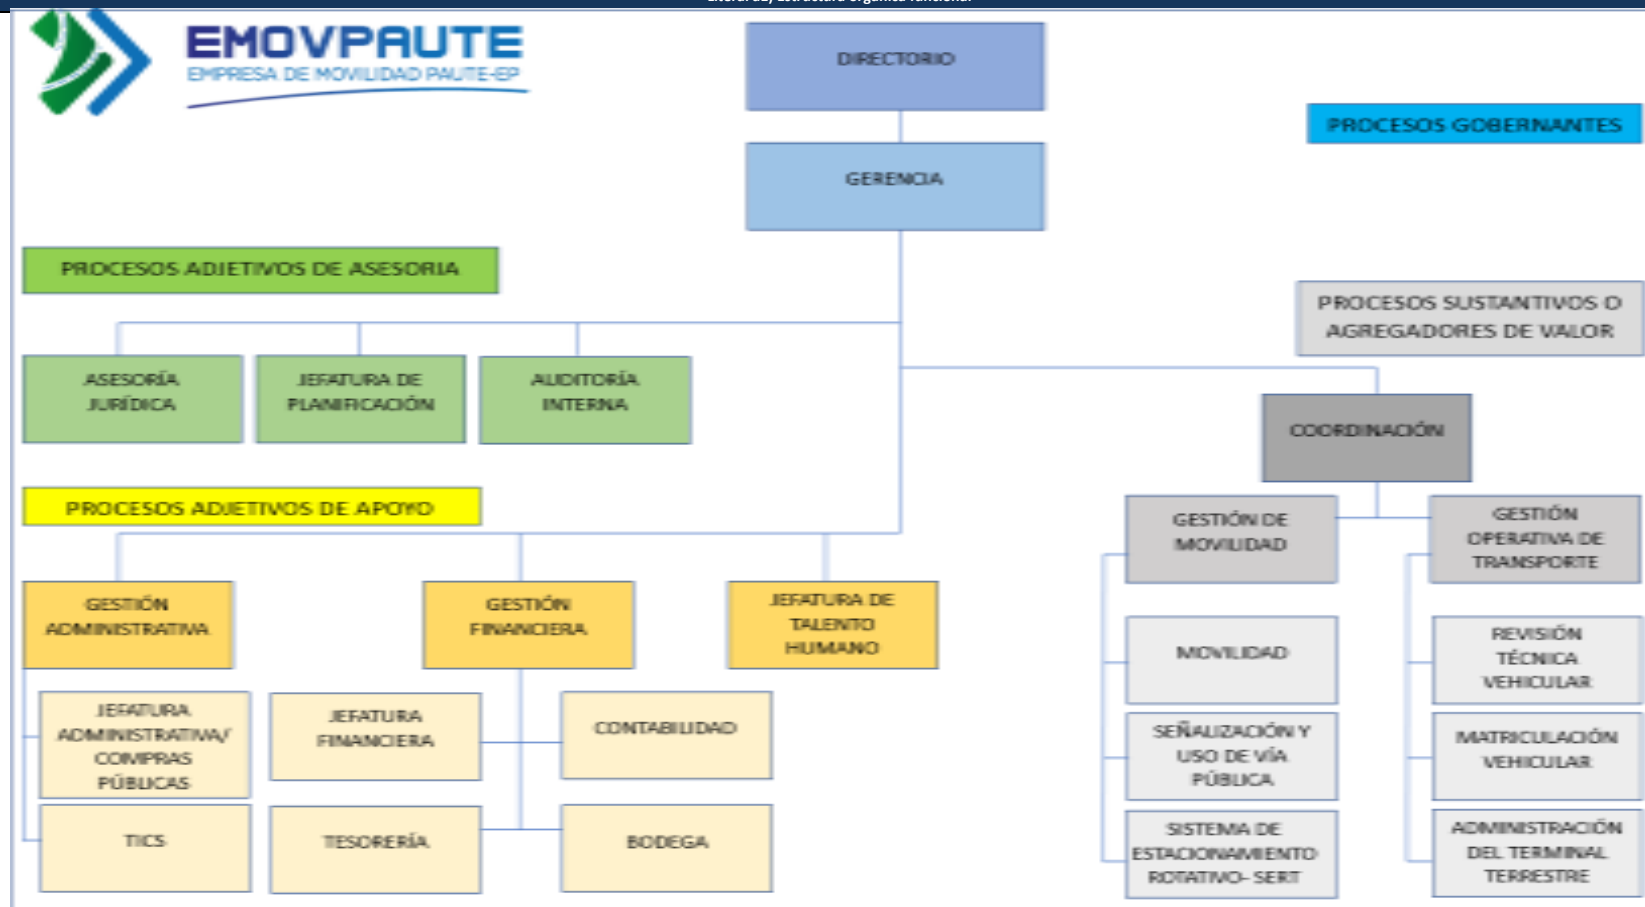 EMOVPAUTE
EMPRESA DE MOVILIDAD PAUTE-EP
DIRECTORIO
PROCESOS GOBERNANTES
GERENCIA
PROCESOS ADJETIVOS DE ASESORIA
PROCESOS SUSTANTIVOS O
AGREGADORES DE VALOR
ASESORÍA
JURÍDICA
JEFATURA DE
PLANIFICACIÓN
AUDITORÍA
INTERNA
COORDINACIÓN
PROCESOS ADJETIVOS DE APOYO
GESTIÓN DE
MOVILIDAD
GESTIÓN
OPERATIVA DE
TRANSPORTE
GESTIÓN
ADMINISTRATIVA
GESTIÓN
FINANCIERA
JEFATURA DE
TALENTO
HUMANO
MOVILIDAD
REVISIÓN
TÉCNICA
VEHICULAR
JEFATURA
ADMINISTRATIVA/
COMPRAS
PÚBLICAS
JEFATURA
FINANCIERA
CONTABILIDAD
SEÑALIZACIÓN Y
USO DE VÍA
PÚBLICA
MATRICULACIÓN
VEHICULAR
TICS
TESORERÍA
BODEGA
SISTEMA DE
ESTACIONAMIENTO
ROTATIVO- SERT
ADMINISTRACIÓN
DEL TERMINAL
TERRESTRE